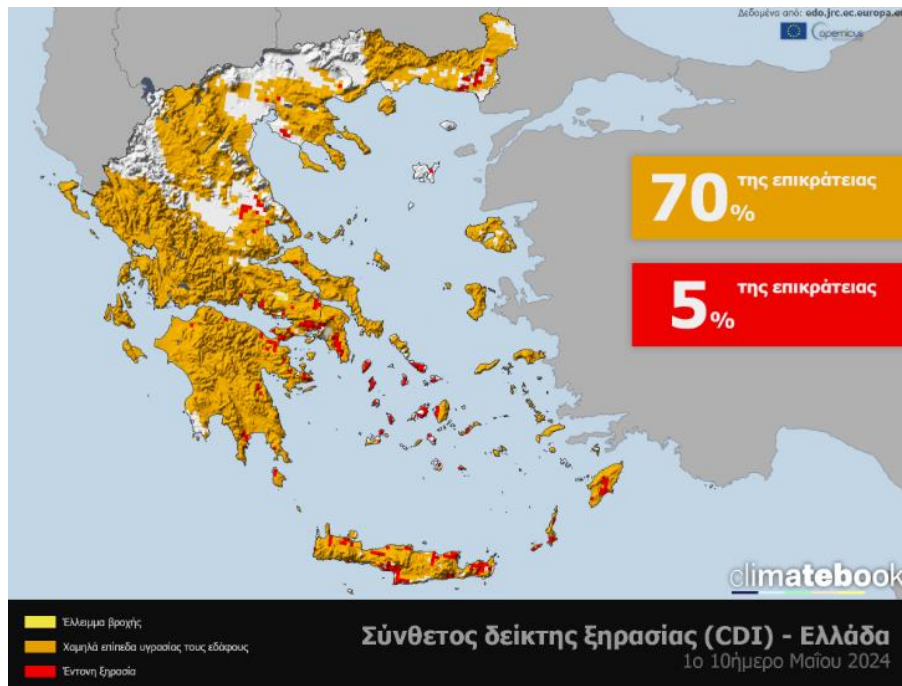 Δεδομένα από: edo.jrc.ec.europa.eu
Copernicus
70% της επικράτειας
5% της επικράτειας
climatebook
Έλλειμμα βροχής
Χαμηλά επίπεδα υγρασίας τους εδάφους
Έντονη ξηρασία
Σύνθετος δείκτης ξηρασίας (CDI) - Ελλάδα
1ο 10ήμερο Μαΐου 2024